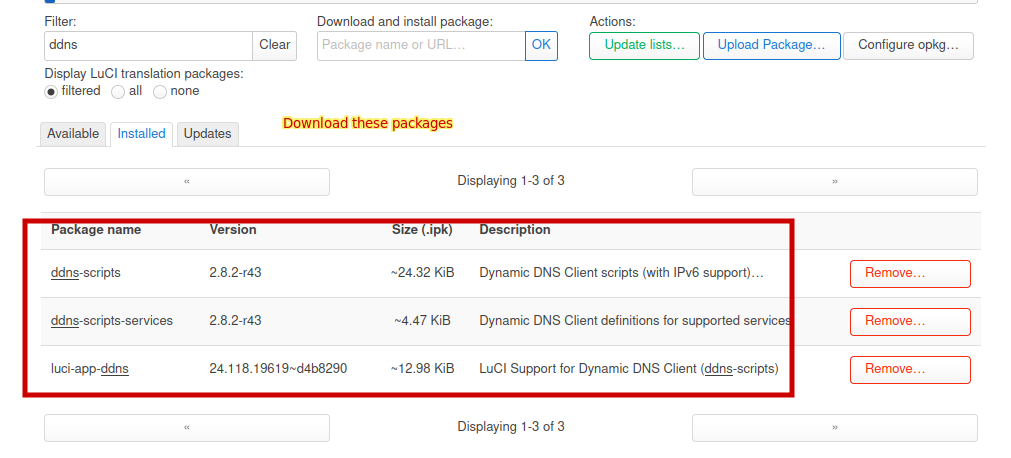 Filter:
Download and install package:
Actions:
ddns
Clear
Package name or URL...
OK
Update lists...
Upload Package...
Configure opkg...
Display LuCI translation packages:
filtered
all
none
Available
Installed
Updates
Download these packages
«
Displaying 1-3 of 3
»
Package name Version Size (.ipk) Description
ddns-scripts 2.8.2-r43 ~24.32 KiB Dynamic DNS Client scripts (with IPv6 support)... Remove...
ddns-scripts-services 2.8.2-r43 ~4.47 KiB Dynamic DNS Client definitions for supported services Remove...
luci-app-ddns 24.118.19619~d4b8290 ~12.98 KiB LuCI Support for Dynamic DNS Client (ddns-scripts) Remove...
«
Displaying 1-3 of 3
»